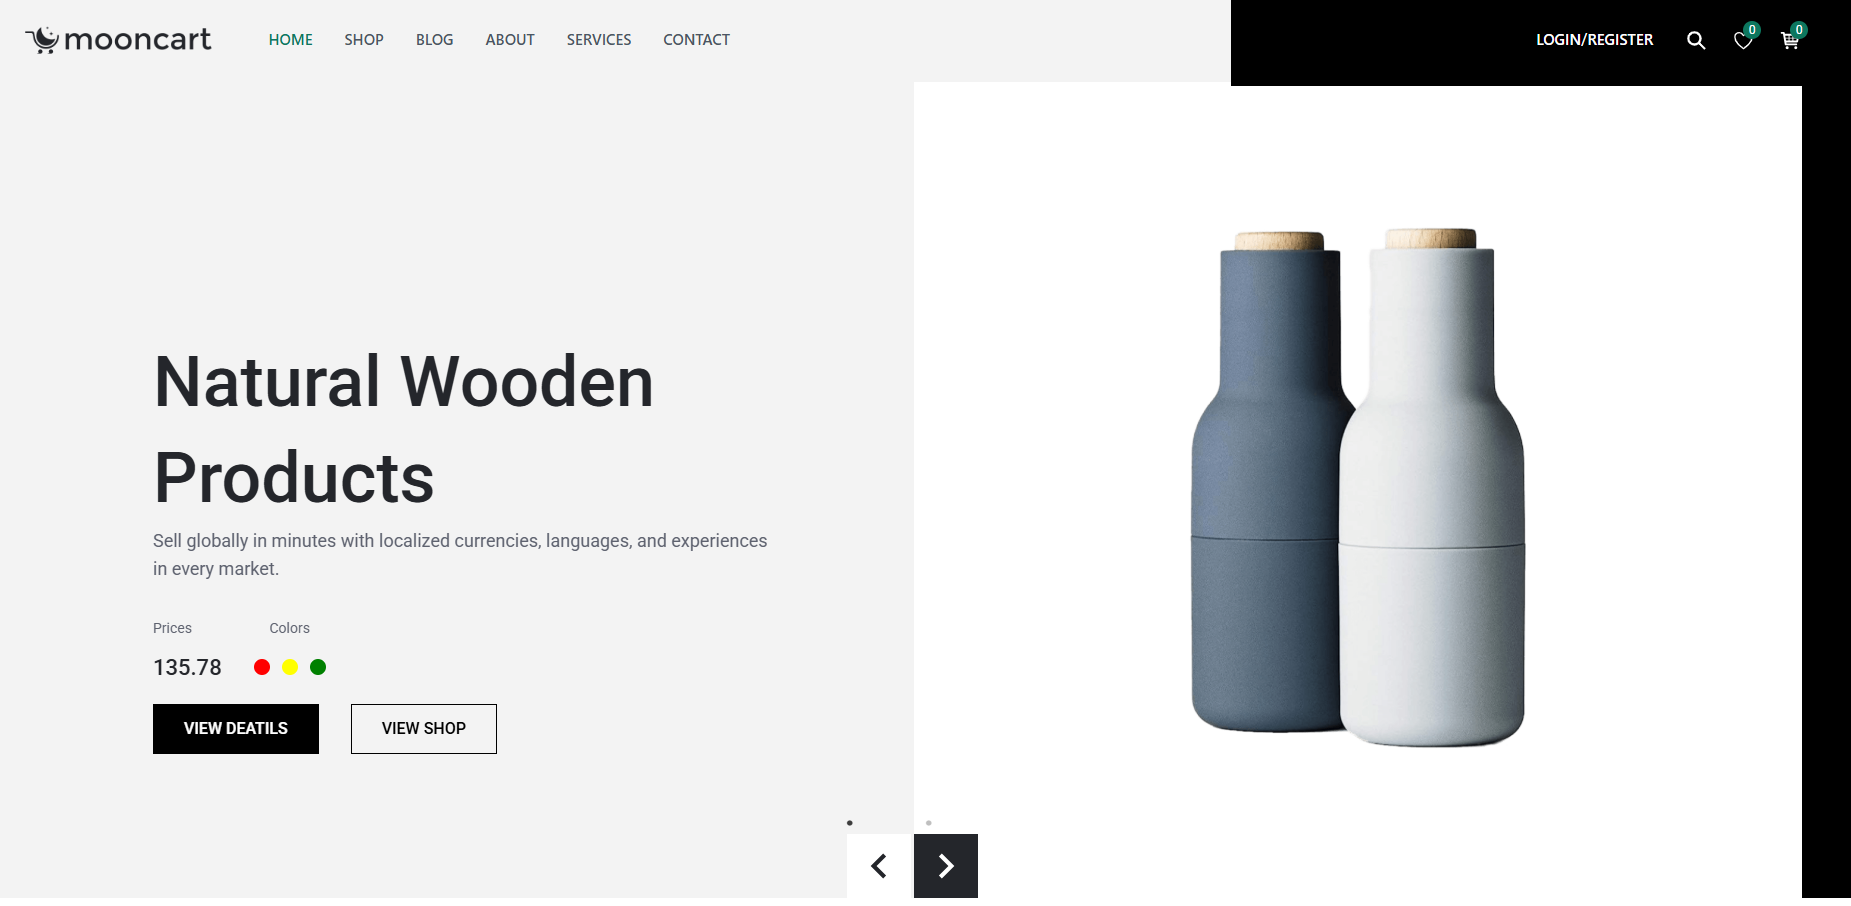 mooncart
HOME SHOP BLOG ABOUT SERVICES CONTACT
LOGIN/REGISTER 0 0
Natural Wooden
Products
Sell globally in minutes with localized currencies, languages, and experiences
in every market.
Prices Colors
135.78
VIEW DEATILS VIEW SHOP